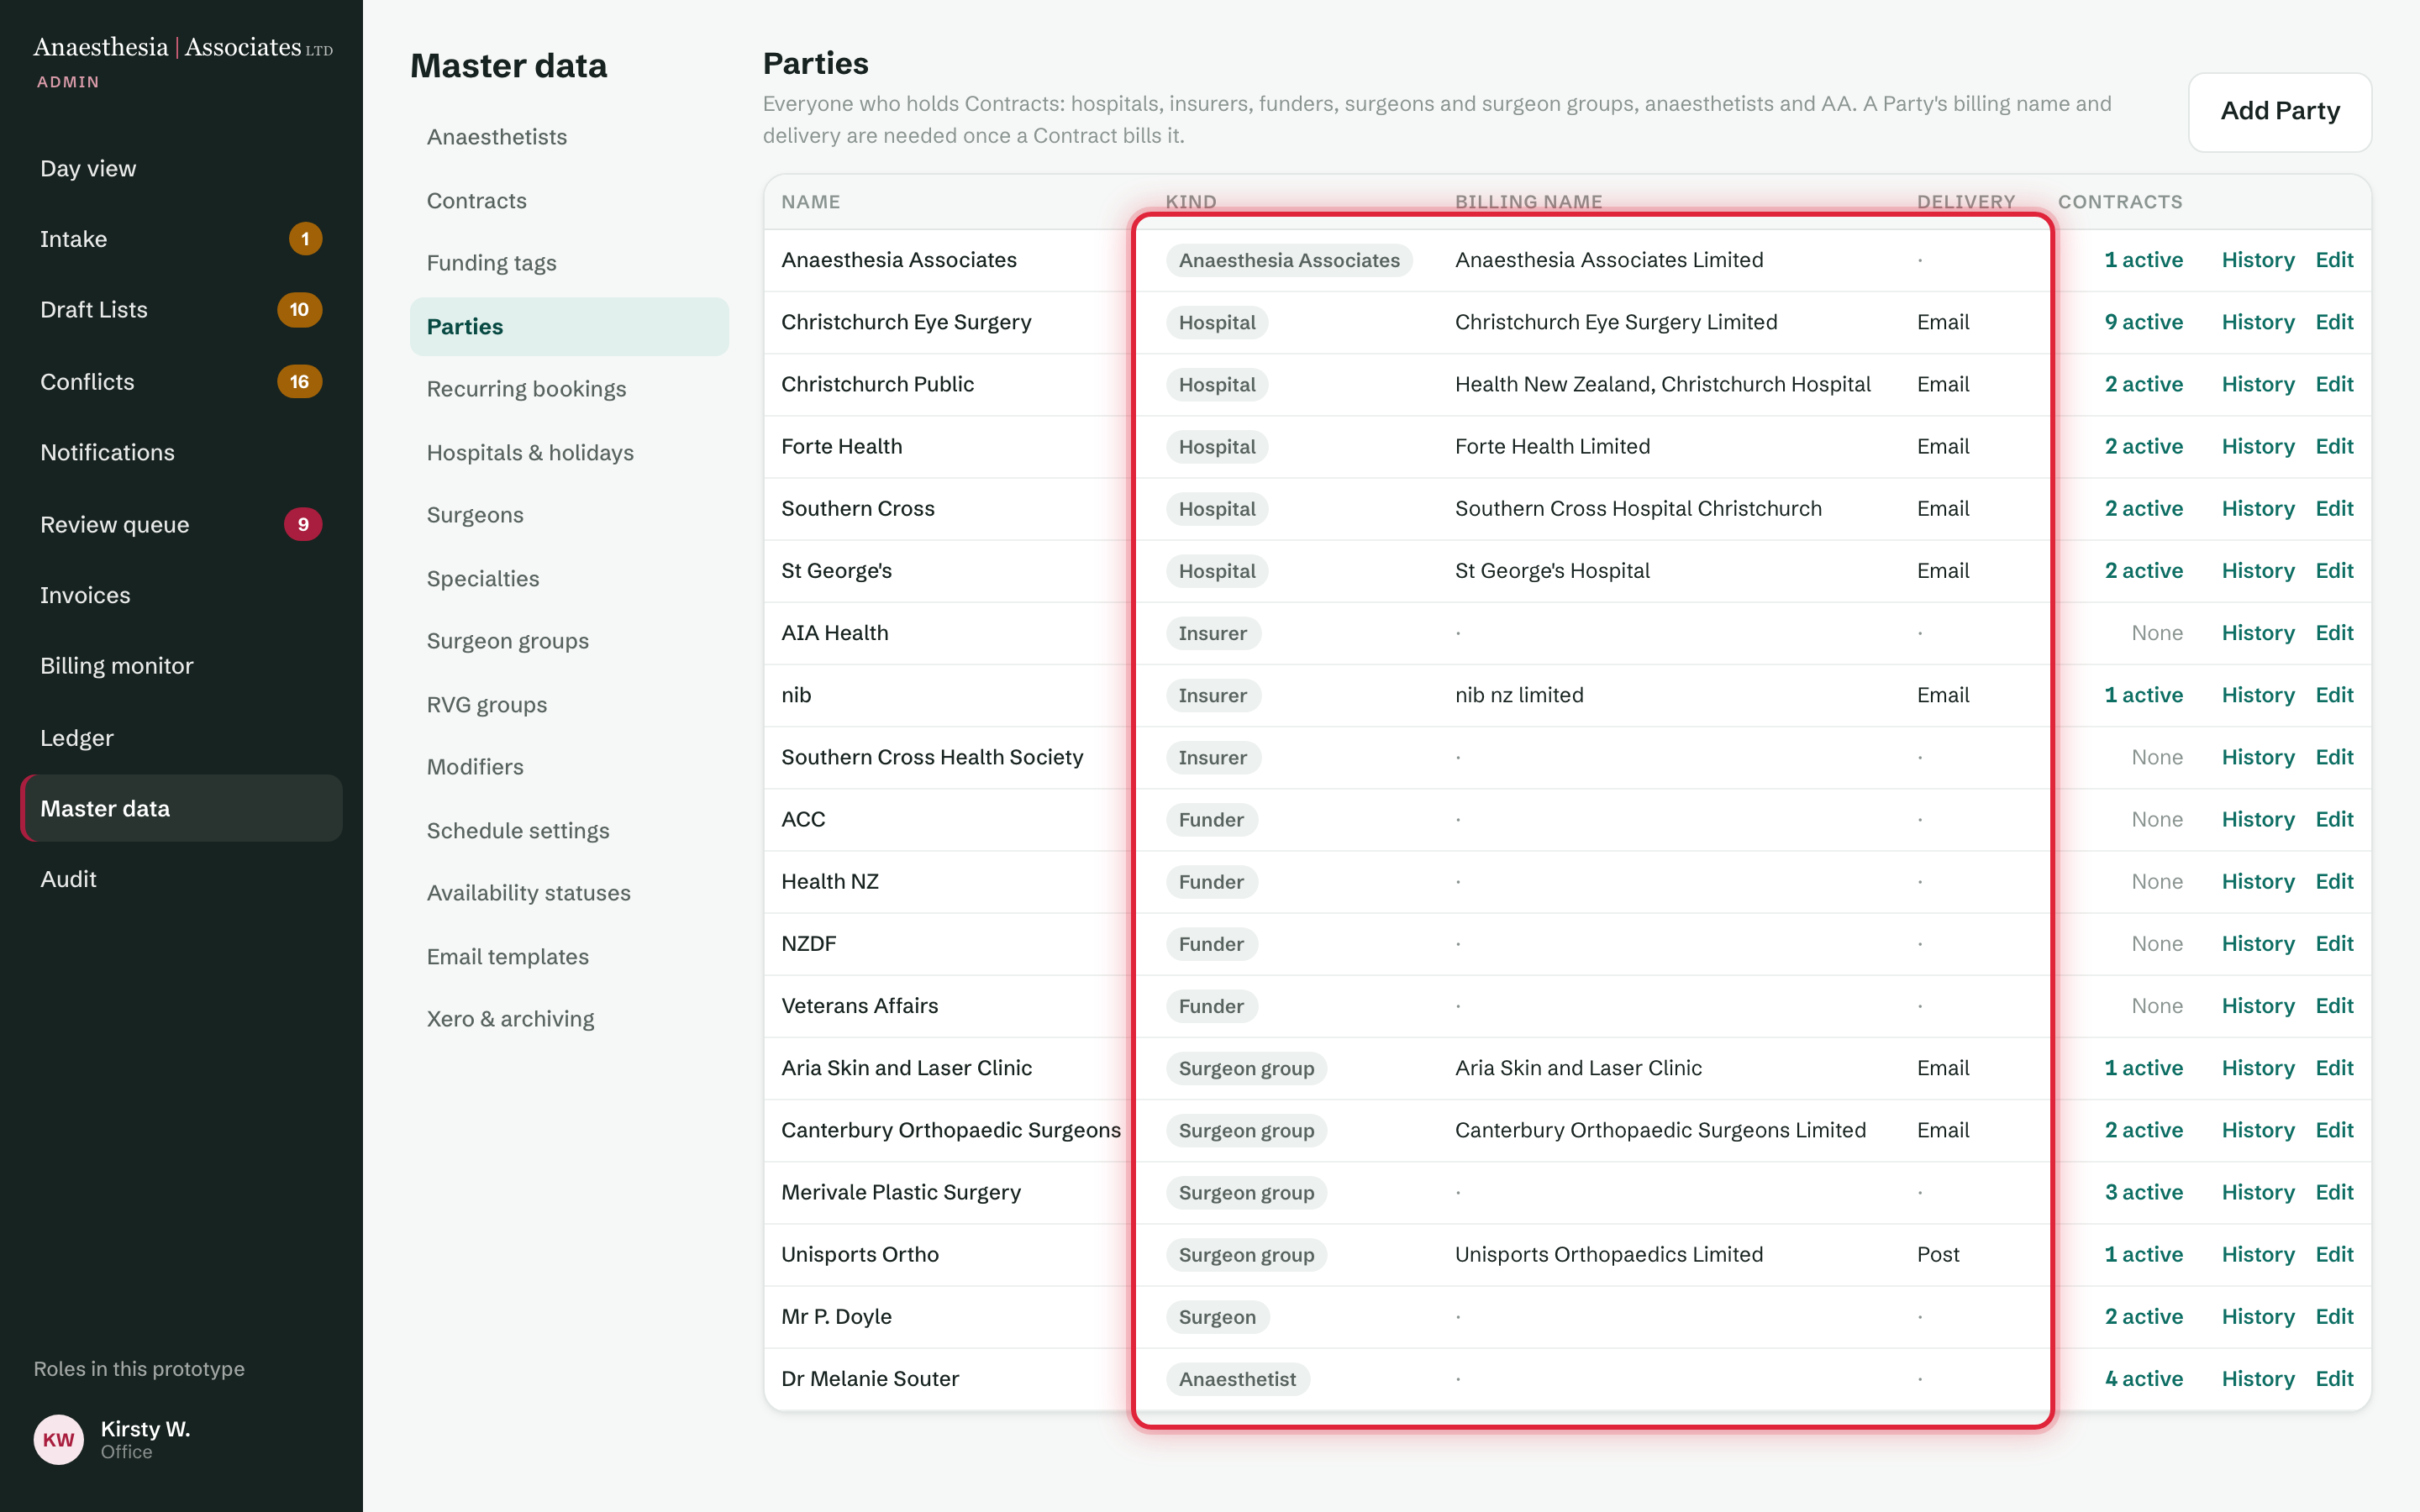 Anaesthesia | Associates LTD
ADMIN
Day view
Intake 1
Draft Lists 10
Conflicts 16
Notifications
Review queue 9
Invoices
Billing monitor
Ledger
Master data
Audit
Roles in this prototype
KW
Kirsty W.
Office
Master data
Anaesthetists
Contracts
Funding tags
Parties
Recurring bookings
Hospitals & holidays
Surgeons
Specialties
Surgeon groups
RVG groups
Modifiers
Schedule settings
Availability statuses
Email templates
Xero & archiving
Parties
Everyone who holds Contracts: hospitals, insurers, funders, surgeons and surgeon groups, anaesthetists and AA. A Party's billing name and
delivery are needed once a Contract bills it.
Add Party
NAME KIND BILLING NAME DELIVERY CONTRACTS
Anaesthesia Associates Anaesthesia Associates Anaesthesia Associates Limited · 1 active History Edit
Christchurch Eye Surgery Hospital Christchurch Eye Surgery Limited Email 9 active History Edit
Christchurch Public Hospital Health New Zealand, Christchurch Hospital Email 2 active History Edit
Forte Health Hospital Forte Health Limited Email 2 active History Edit
Southern Cross Hospital Southern Cross Hospital Christchurch Email 2 active History Edit
St George's Hospital St George's Hospital Email 2 active History Edit
AIA Health Insurer · · None History Edit
nib Insurer nib nz limited Email 1 active History Edit
Southern Cross Health Society Insurer · · None History Edit
ACC Funder · · None History Edit
Health NZ Funder · · None History Edit
NZDF Funder · · None History Edit
Veterans Affairs Funder · · None History Edit
Aria Skin and Laser Clinic Surgeon group Aria Skin and Laser Clinic Email 1 active History Edit
Canterbury Orthopaedic Surgeons Surgeon group Canterbury Orthopaedic Surgeons Limited Email 2 active History Edit
Merivale Plastic Surgery Surgeon group · · 3 active History Edit
Unisports Ortho Surgeon group Unisports Orthopaedics Limited Post 1 active History Edit
Mr P. Doyle Surgeon · · 2 active History Edit
Dr Melanie Souter Anaesthetist · · 4 active History Edit